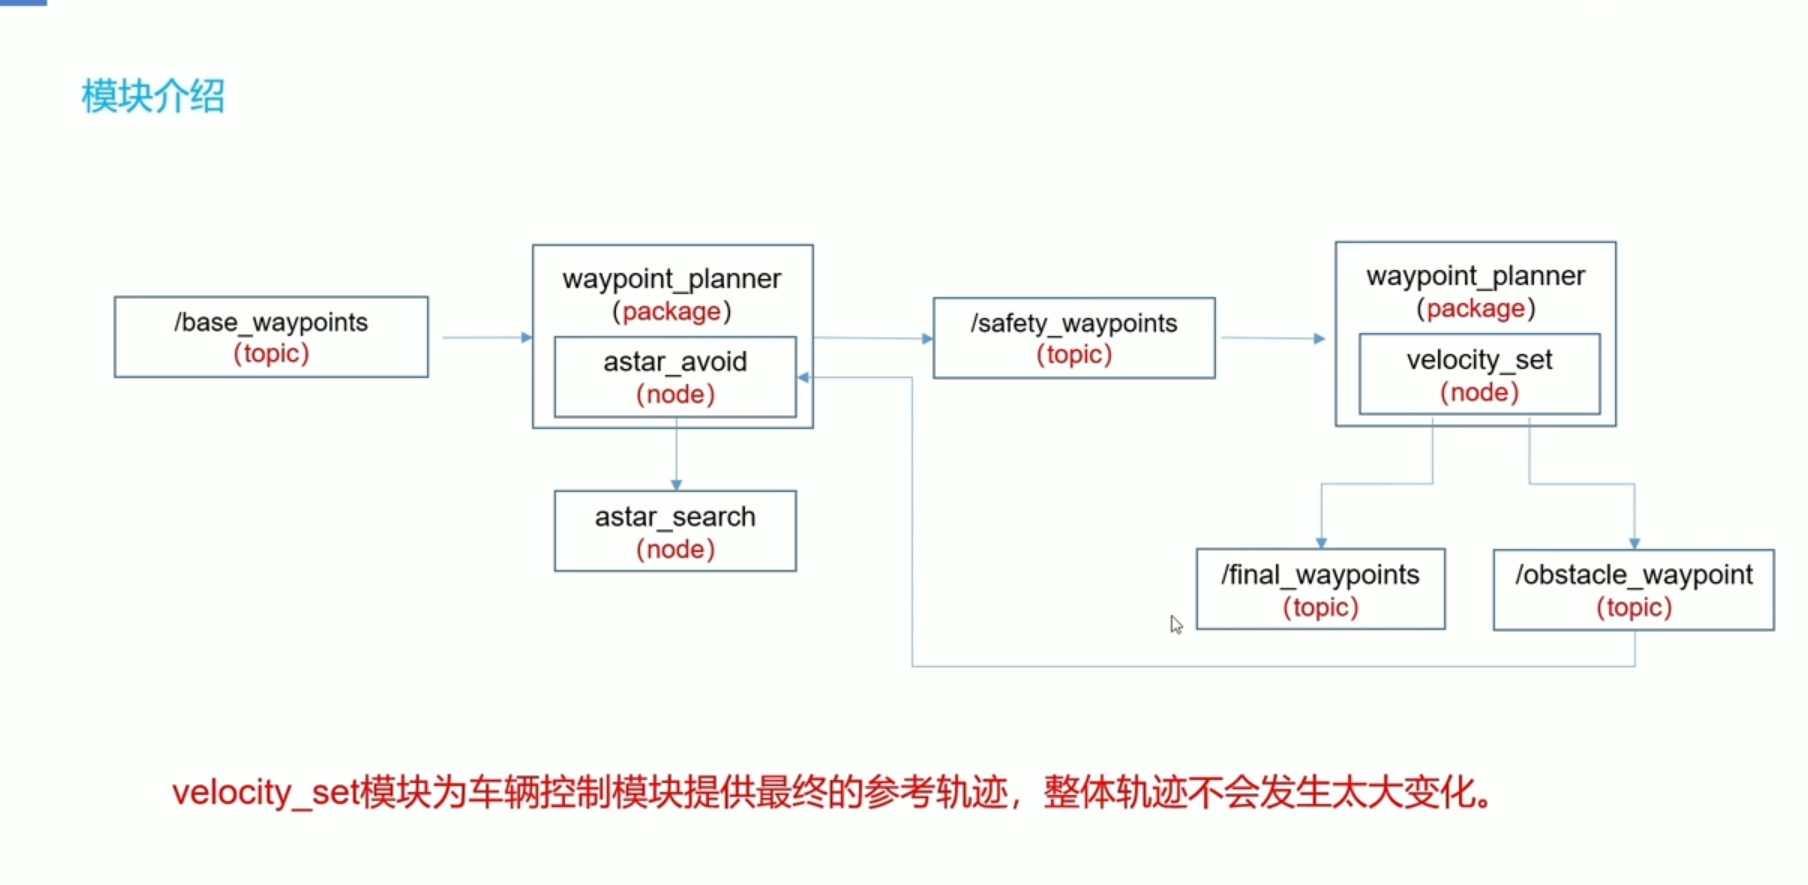 模块介绍
/base_waypoints
(topic)
waypoint_planner
(package)
astar_avoid
(node)
astar_search
(node)
/safety_waypoints
(topic)
waypoint_planner
(package)
velocity_set
(node)
/final_waypoints
(topic)
/obstacle_waypoint
(topic)
velocity_set模块为车辆控制模块提供最终的参考轨迹，整体轨迹不会发生太大变化。